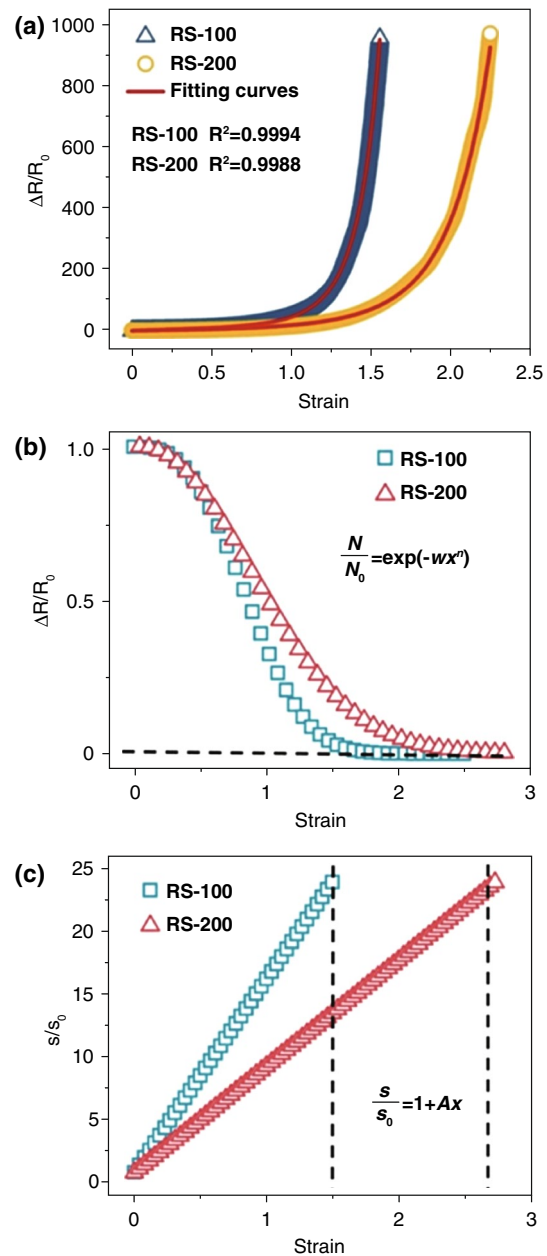 (a)
1000
800
600
400
200
0
ΔR/R₀
RS-100
RS-200
Fitting curves
RS-100 R²=0.9994
RS-200 R²=0.9988
0 0.5 1.0 1.5 2.0 2.5
Strain
(b)
1.0
0.5
0
ΔR/R₀
RS-100
RS-200
N/N₀=exp(-wxⁿ)
0 1 2 3
Strain
(c)
25
20
15
10
5
0
s/s₀
RS-100
RS-200
s/s₀=1+Ax
0 1 2 3
Strain